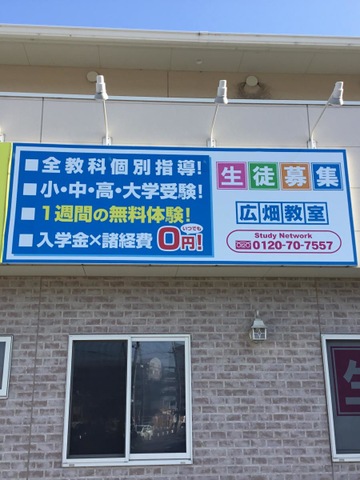 ■全教科個別指導!
■小・中・高・大学受験!
■1週間の無料体験!
■入学金×諸経費いつでも0円!
生徒募集
広畑教室
Study Network
0120-70-7557
生